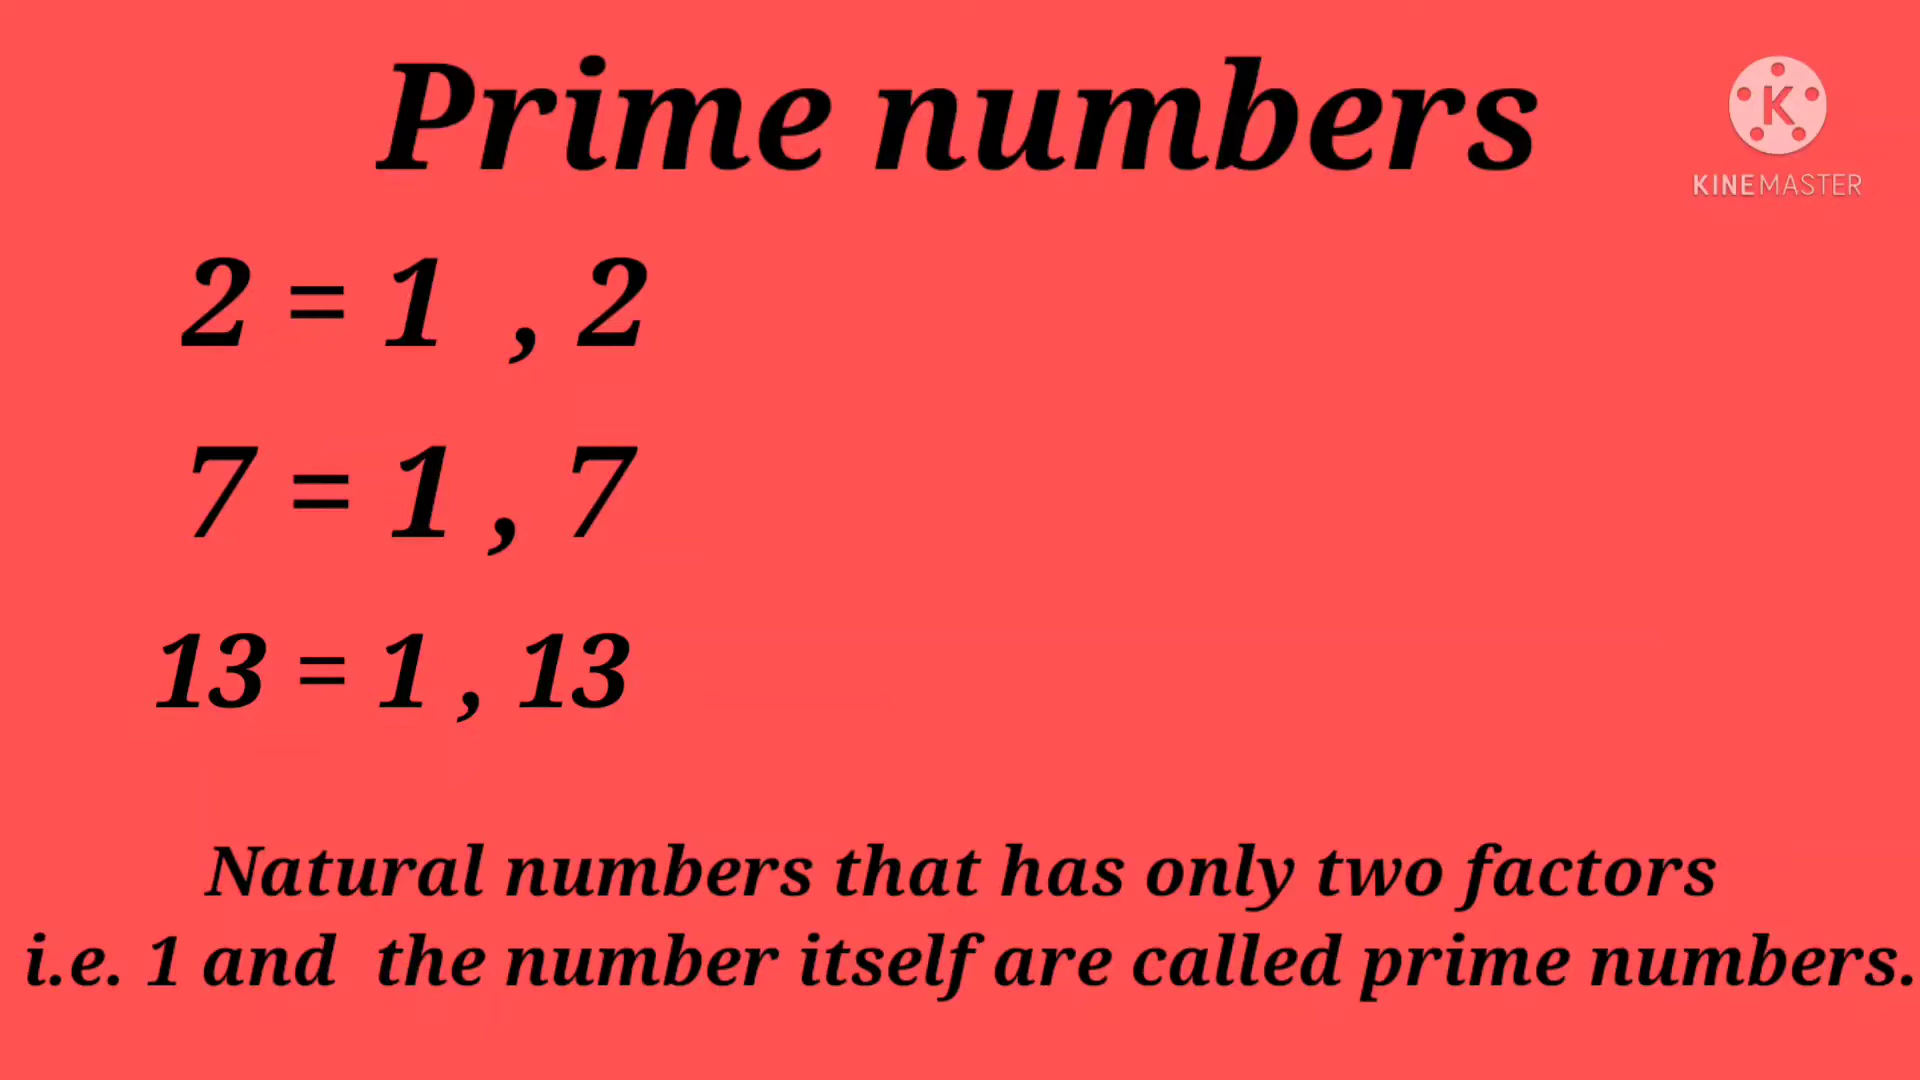 Prime numbers
K
KINEMASTER
2 = 1 , 2
7 = 1 , 7
13 = 1 , 13
Natural numbers that has only two factors
i.e. 1 and the number itself are called prime numbers.